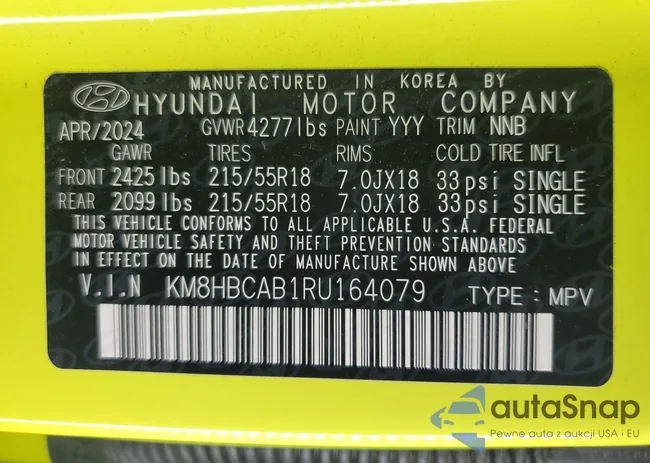 MANUFACTURED IN KOREA BY
HYUNDAI MOTOR COMPANY
APR/2024 GVWR 4277lbs PAINT YYY TRIM NNB
GAWR TIRES RIMS COLD TIRE INFL
FRONT 2425 lbs 215/55R18 7.0JX18 33psi SINGLE
REAR 2099 lbs 215/55R18 7.0JX18 33psi SINGLE
THIS VEHICLE CONFORMS TO ALL APPLICABLE U.S.A. FEDERAL
MOTOR VEHICLE SAFETY AND THEFT PREVENTION STANDARDS
IN EFFECT ON THE DATE OF MANUFACTURE SHOWN ABOVE
V.I.N KM8HBCAB1RU164079 TYPE : MPV
autaSnap
Pewne auta z aukcji USA i EU